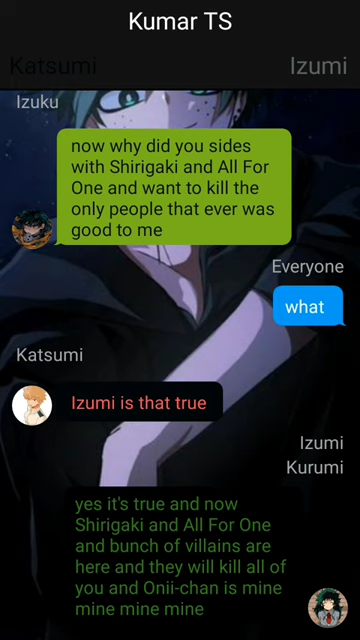 Kumar TS
Katsumi
Izumi
Izuku
now why did you sides
with Shirigaki and All For
One and want to kill the
only people that ever was
good to me
Everyone
what
Katsumi
Izumi is that true
Izumi
Kurumi
yes it's true and now
Shirigaki and All For One
and bunch of villains are
here and they will kill all of
you and Onii-chan is mine
mine mine mine